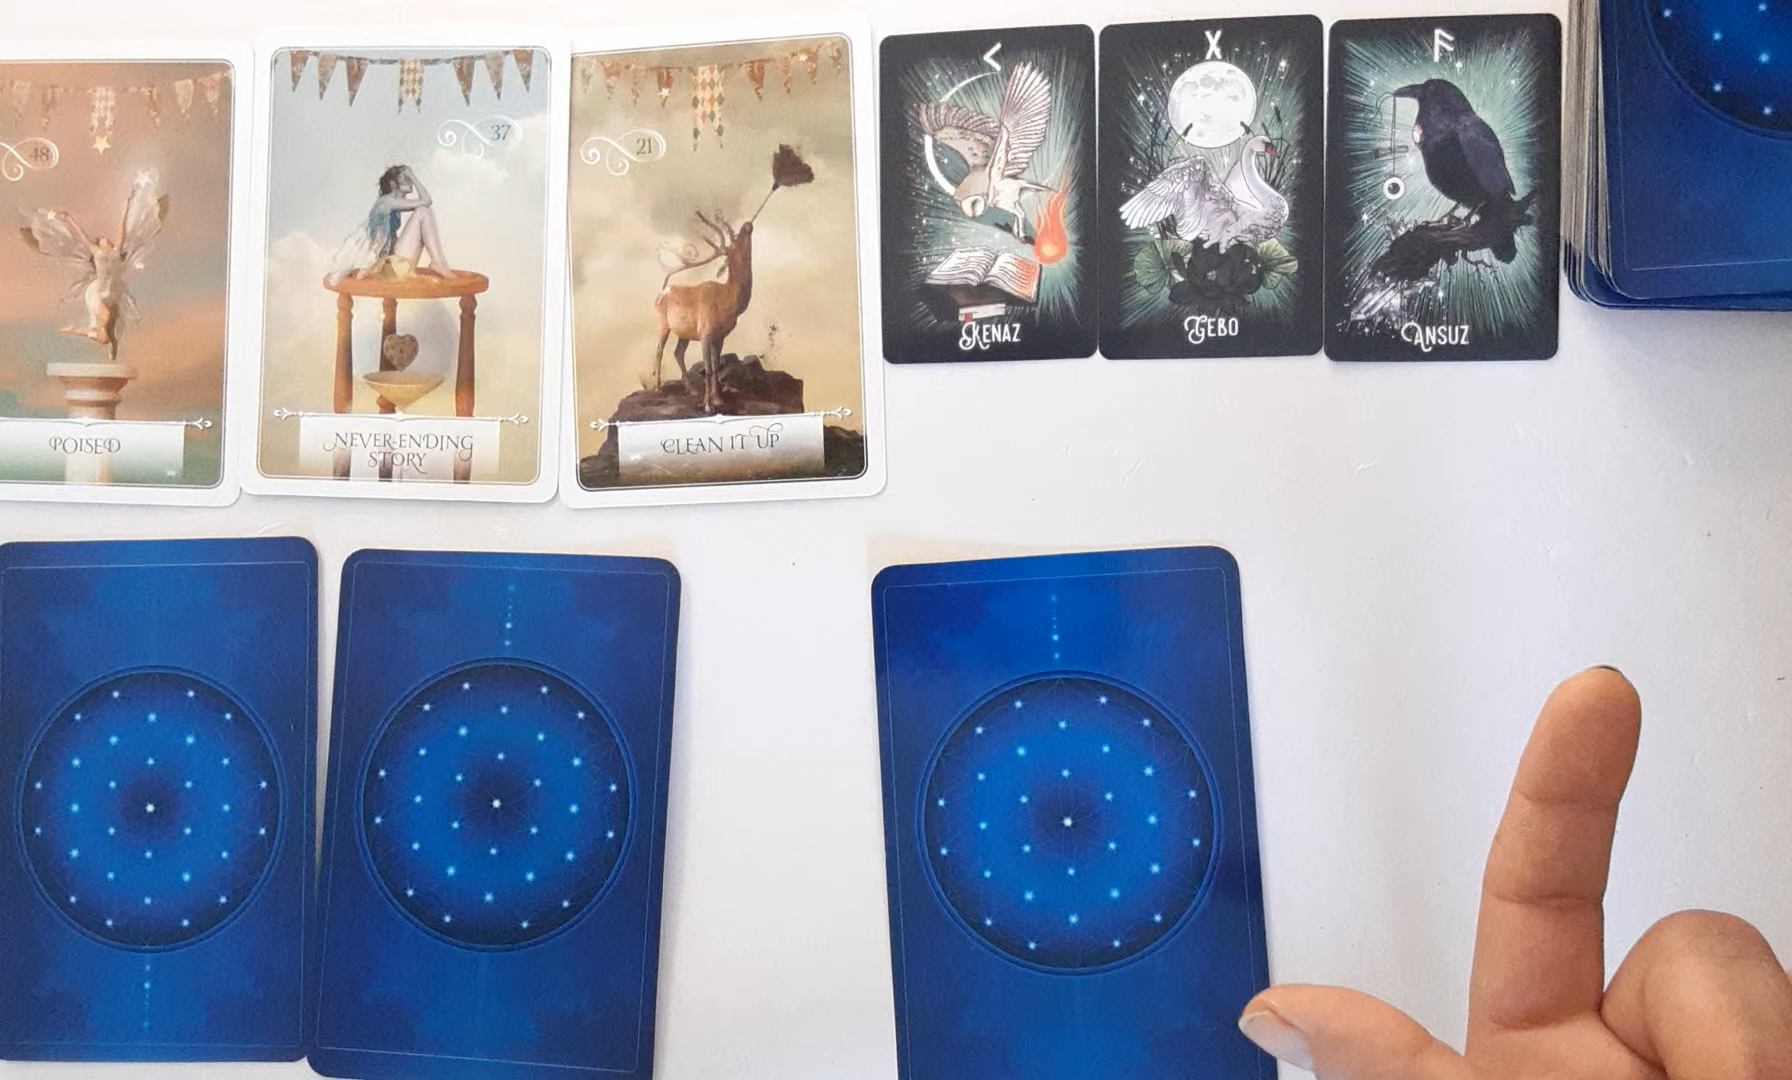 48
POISED
37
NEVER-ENDING
STORY
21
CLEAN IT UP
ᚲ
KENAZ
ᚷ
GEBO
ᚨ
ANSUZ